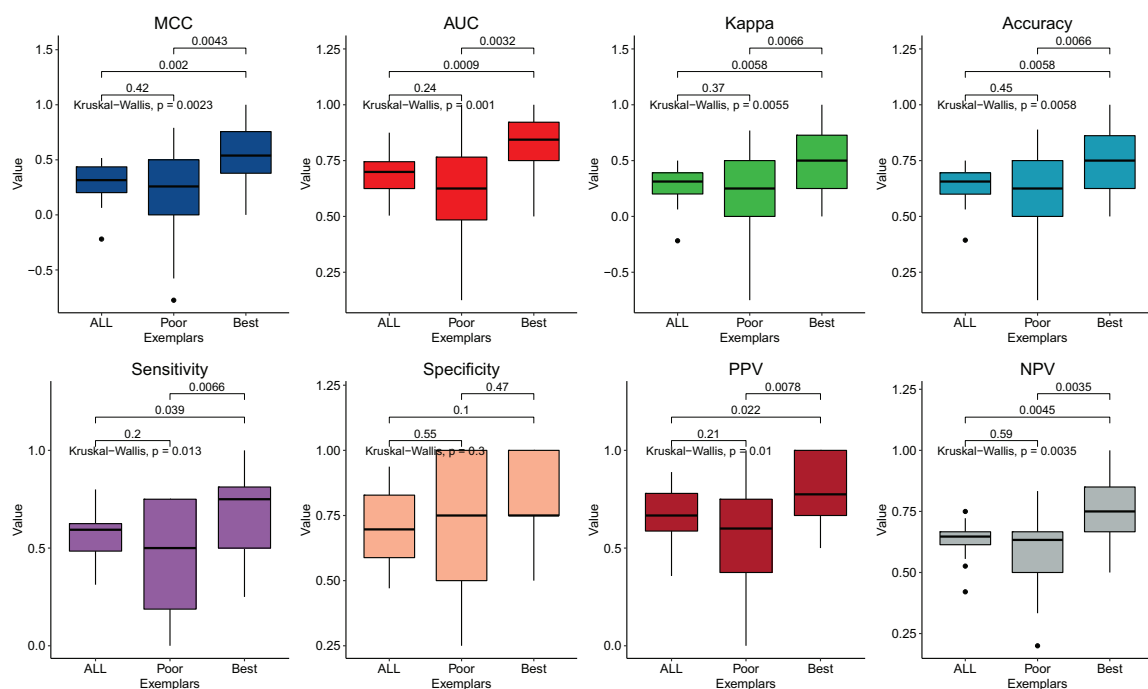 MCC
1.5
1.0
0.5
0.0
−0.5
Value
0.0043
0.002
0.42
Kruskal−Wallis, p = 0.0023
ALL
Poor
Best
Exemplars
AUC
1.25
1.00
0.75
0.50
0.25
Value
0.0032
0.0009
0.24
Kruskal−Wallis, p = 0.001
ALL
Poor
Best
Exemplars
Kappa
1.5
1.0
0.5
0.0
−0.5
Value
0.0066
0.0058
0.37
Kruskal−Wallis, p = 0.0055
ALL
Poor
Best
Exemplars
Accuracy
1.25
1.00
0.75
0.50
0.25
Value
0.0066
0.0058
0.45
Kruskal−Wallis, p = 0.0058
ALL
Poor
Best
Exemplars
Sensitivity
1.0
0.5
0.0
Value
0.0066
0.039
0.2
Kruskal−Wallis, p = 0.013
ALL
Poor
Best
Exemplars
Specificity
1.25
1.00
0.75
0.50
0.25
Value
0.47
0.1
0.55
Kruskal−Wallis, p = 0.3
ALL
Poor
Best
Exemplars
PPV
1.0
0.5
0.0
Value
0.0078
0.022
0.21
Kruskal−Wallis, p = 0.01
ALL
Poor
Best
Exemplars
NPV
1.25
1.00
0.75
0.50
0.25
Value
0.0035
0.0045
0.59
Kruskal−Wallis, p = 0.0035
ALL
Poor
Best
Exemplars